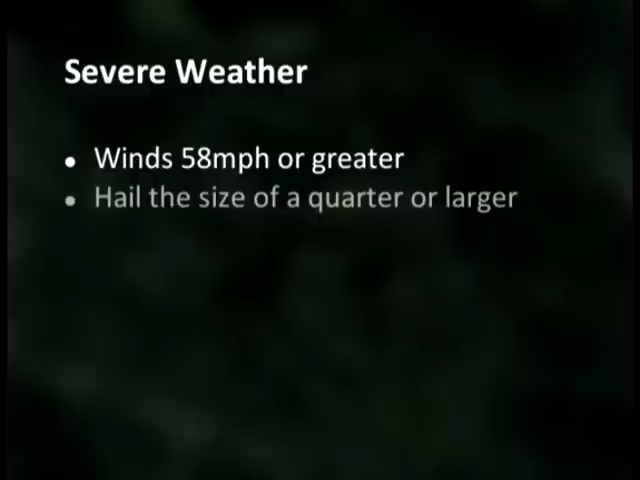 Severe Weather
• Winds 58mph or greater
• Hail the size of a quarter or larger